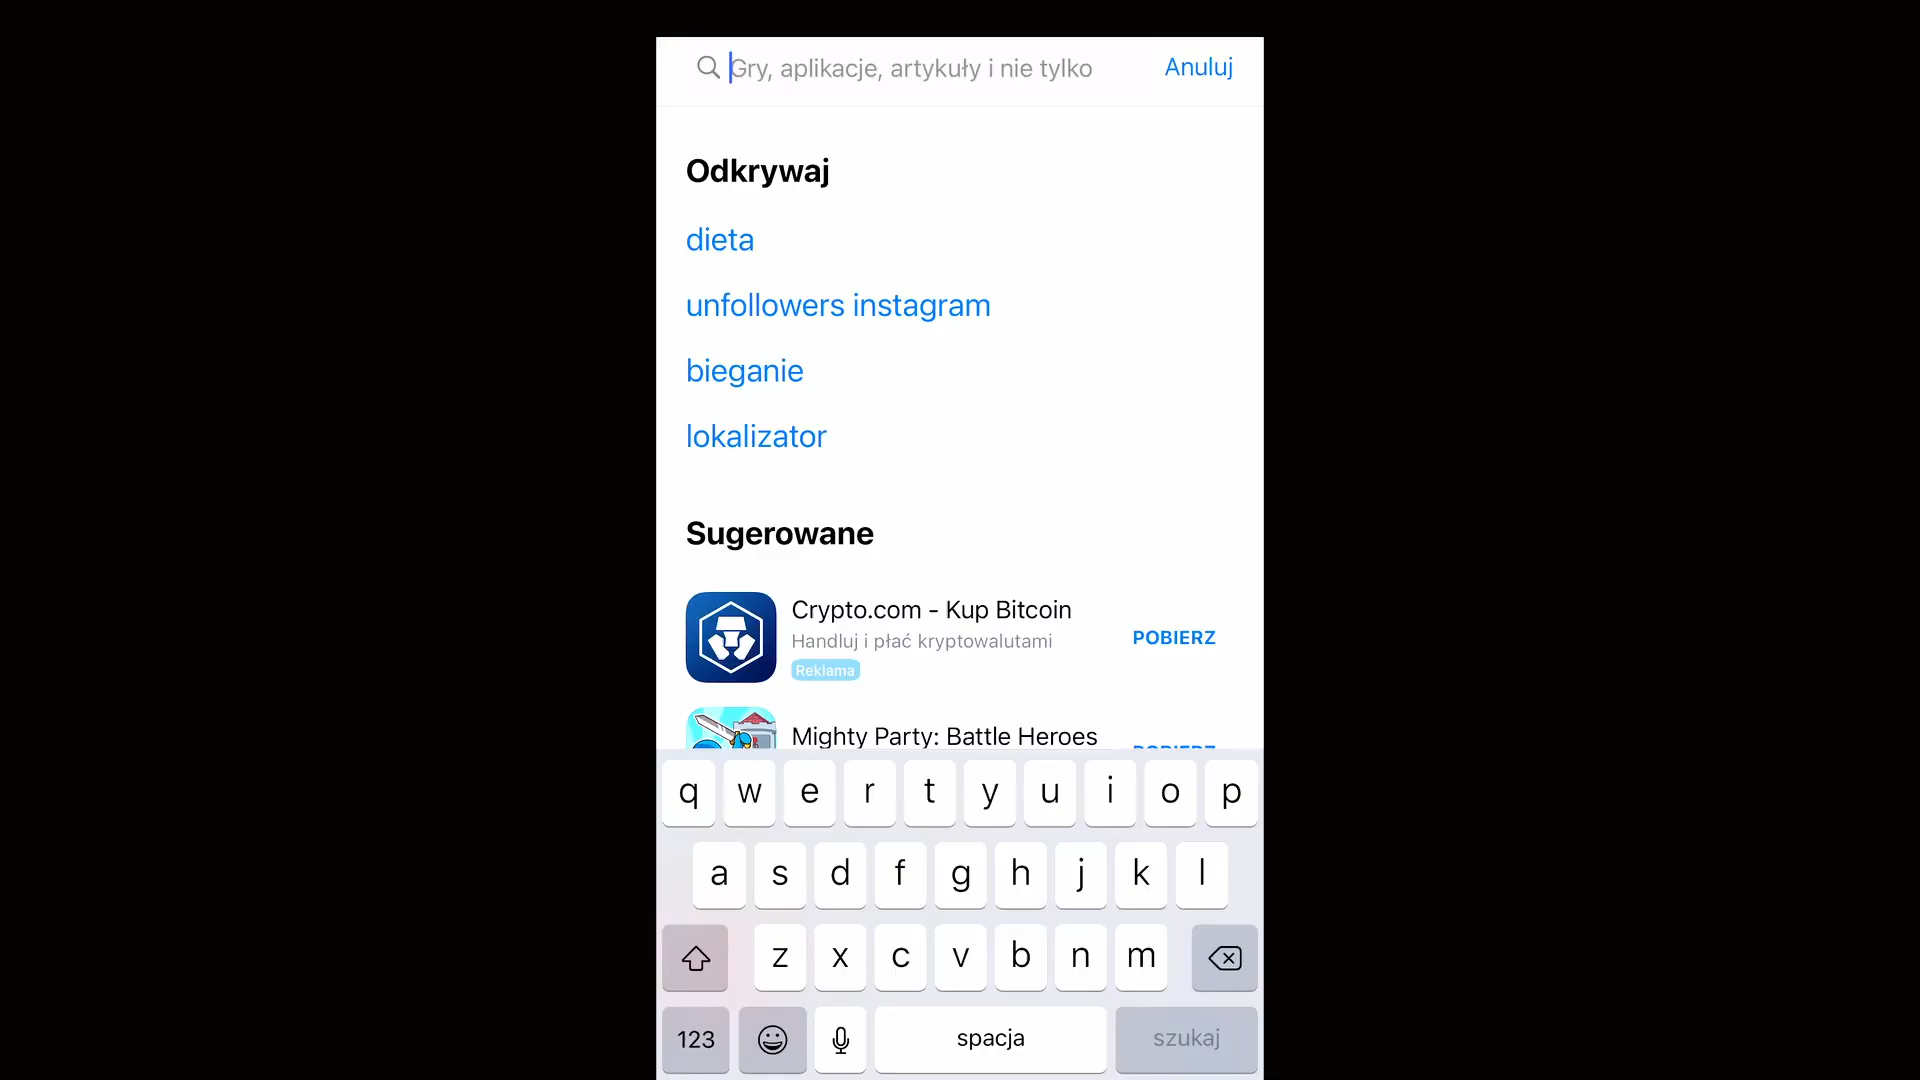 Gry, aplikacje, artykuły i nie tylko Anuluj
Odkrywaj
dieta
unfollowers instagram
bieganie
lokalizator
Sugerowane
Crypto.com - Kup Bitcoin
Handluj i płać kryptowalutami
POBIERZ
Reklama
Mighty Party: Battle Heroes
POBIERZ
q w e r t y u i o p
a s d f g h j k l
z x c v b n m
123 spacja szukaj